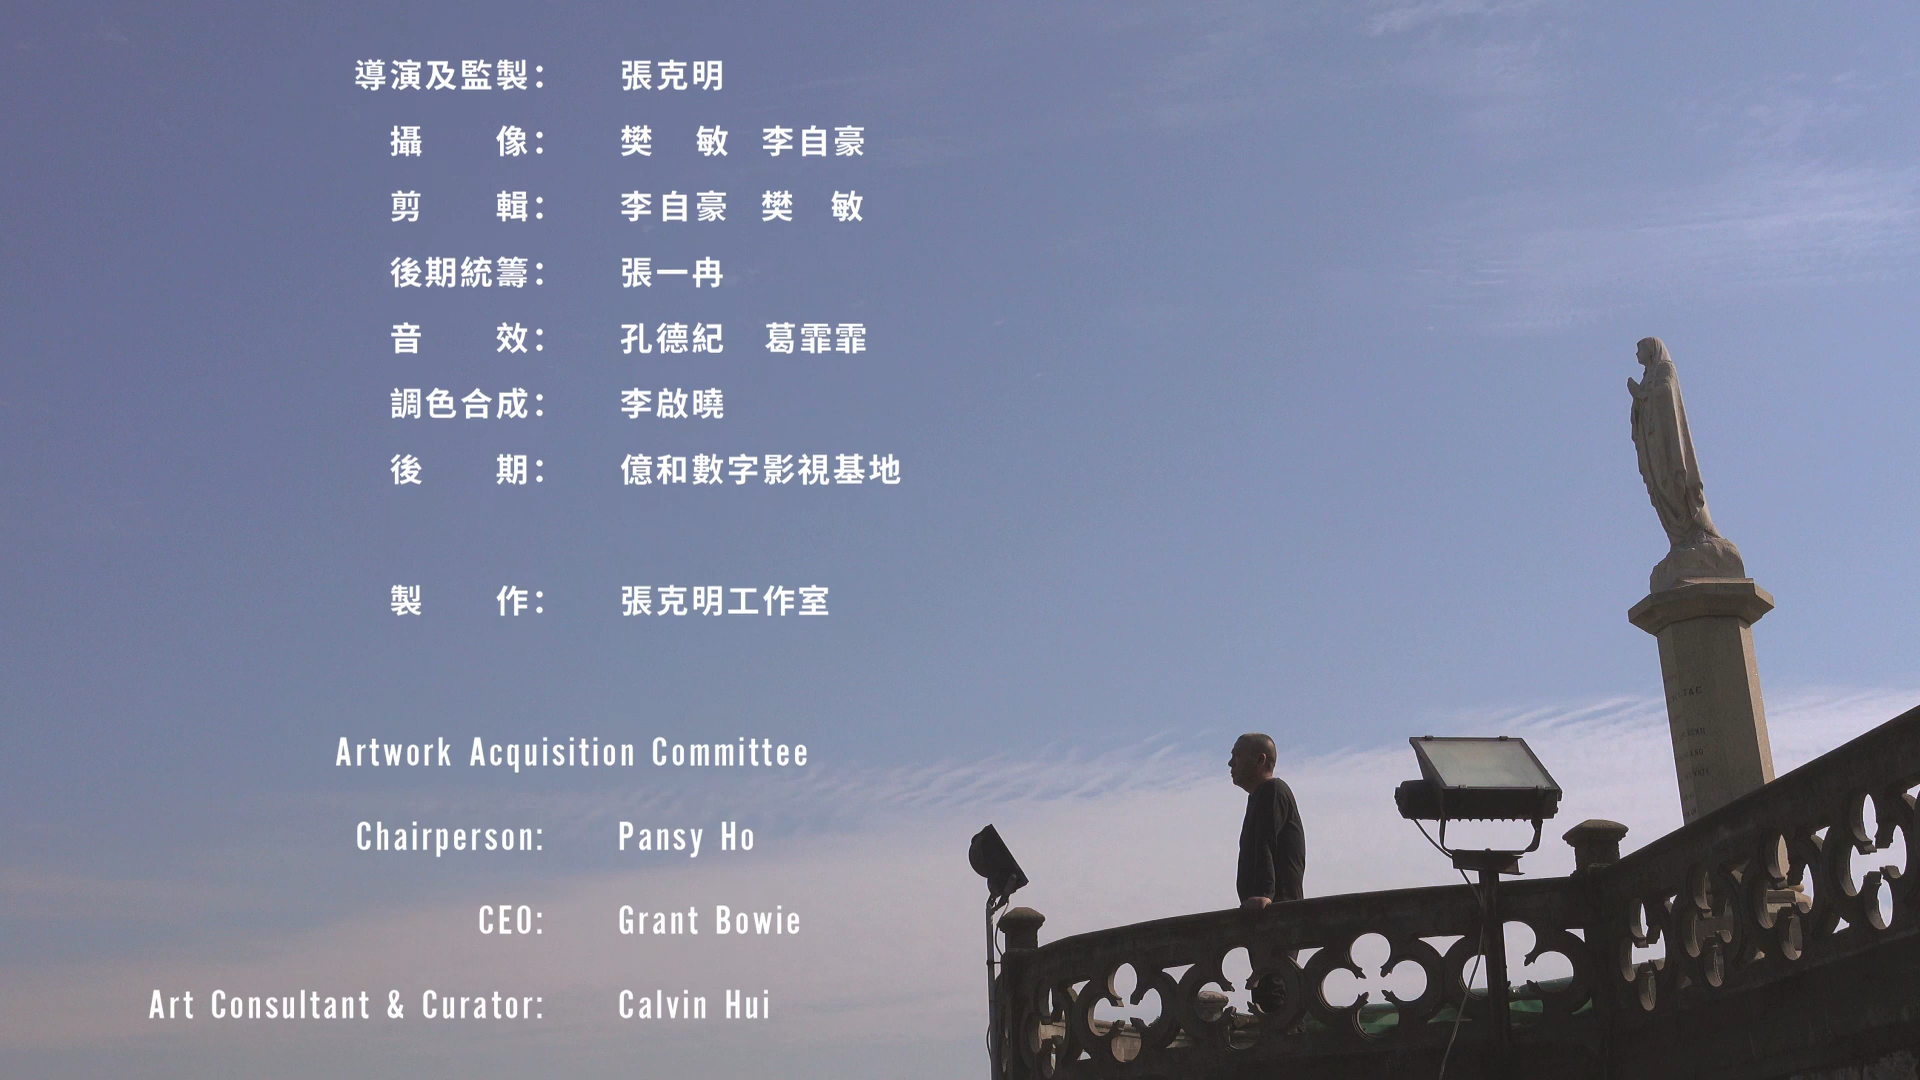 導演及監製： 張克明
攝 像： 樊 敏 李自豪
剪 輯： 李自豪 樊 敏
後期統籌： 張一冉
音 效： 孔德紀 葛霏霏
調色合成： 李啟曉
後 期： 億和數字影視基地
製 作： 張克明工作室
Artwork Acquisition Committee
Chairperson: Pansy Ho
CEO: Grant Bowie
Art Consultant & Curator: Calvin Hui